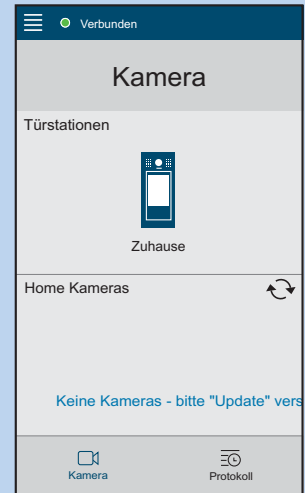 Verbunden
Kamera
Türstationen
Zuhause
Home Kameras
Keine Kameras - bitte "Update" vers
Kamera
Protokoll